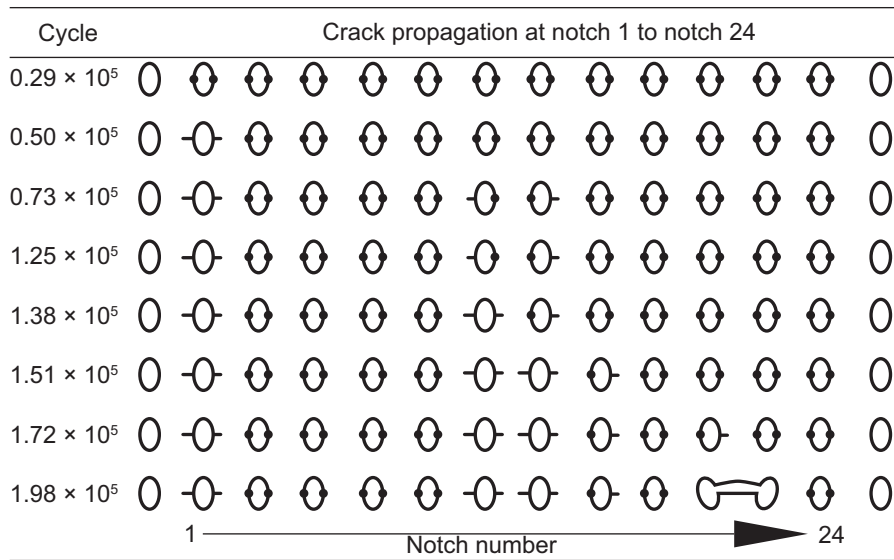 Cycle Crack propagation at notch 1 to notch 24
0.29 × 10⁵
0.50 × 10⁵
0.73 × 10⁵
1.25 × 10⁵
1.38 × 10⁵
1.51 × 10⁵
1.72 × 10⁵
1.98 × 10⁵
1 Notch number 24